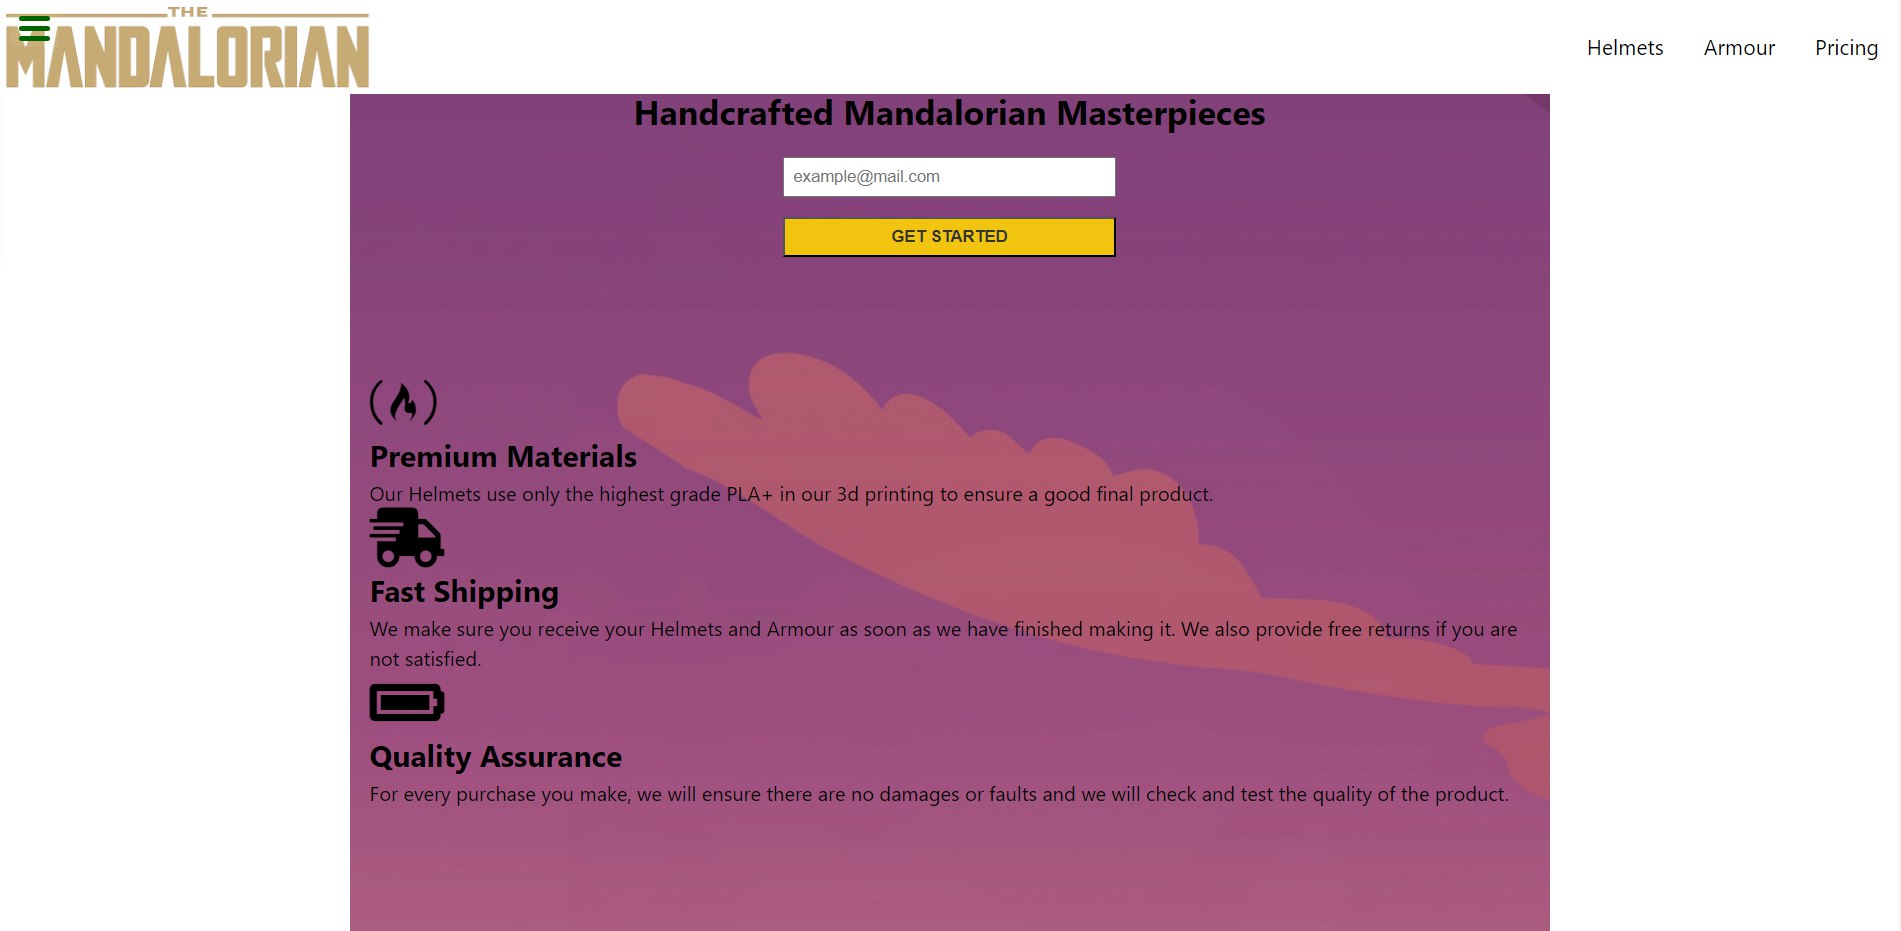 THE
MANDALORIAN
Helmets Armour Pricing
Handcrafted Mandalorian Masterpieces
example@mail.com
GET STARTED
Premium Materials
Our Helmets use only the highest grade PLA+ in our 3d printing to ensure a good final product.
Fast Shipping
We make sure you receive your Helmets and Armour as soon as we have finished making it. We also provide free returns if you are
not satisfied.
Quality Assurance
For every purchase you make, we will ensure there are no damages or faults and we will check and test the quality of the product.